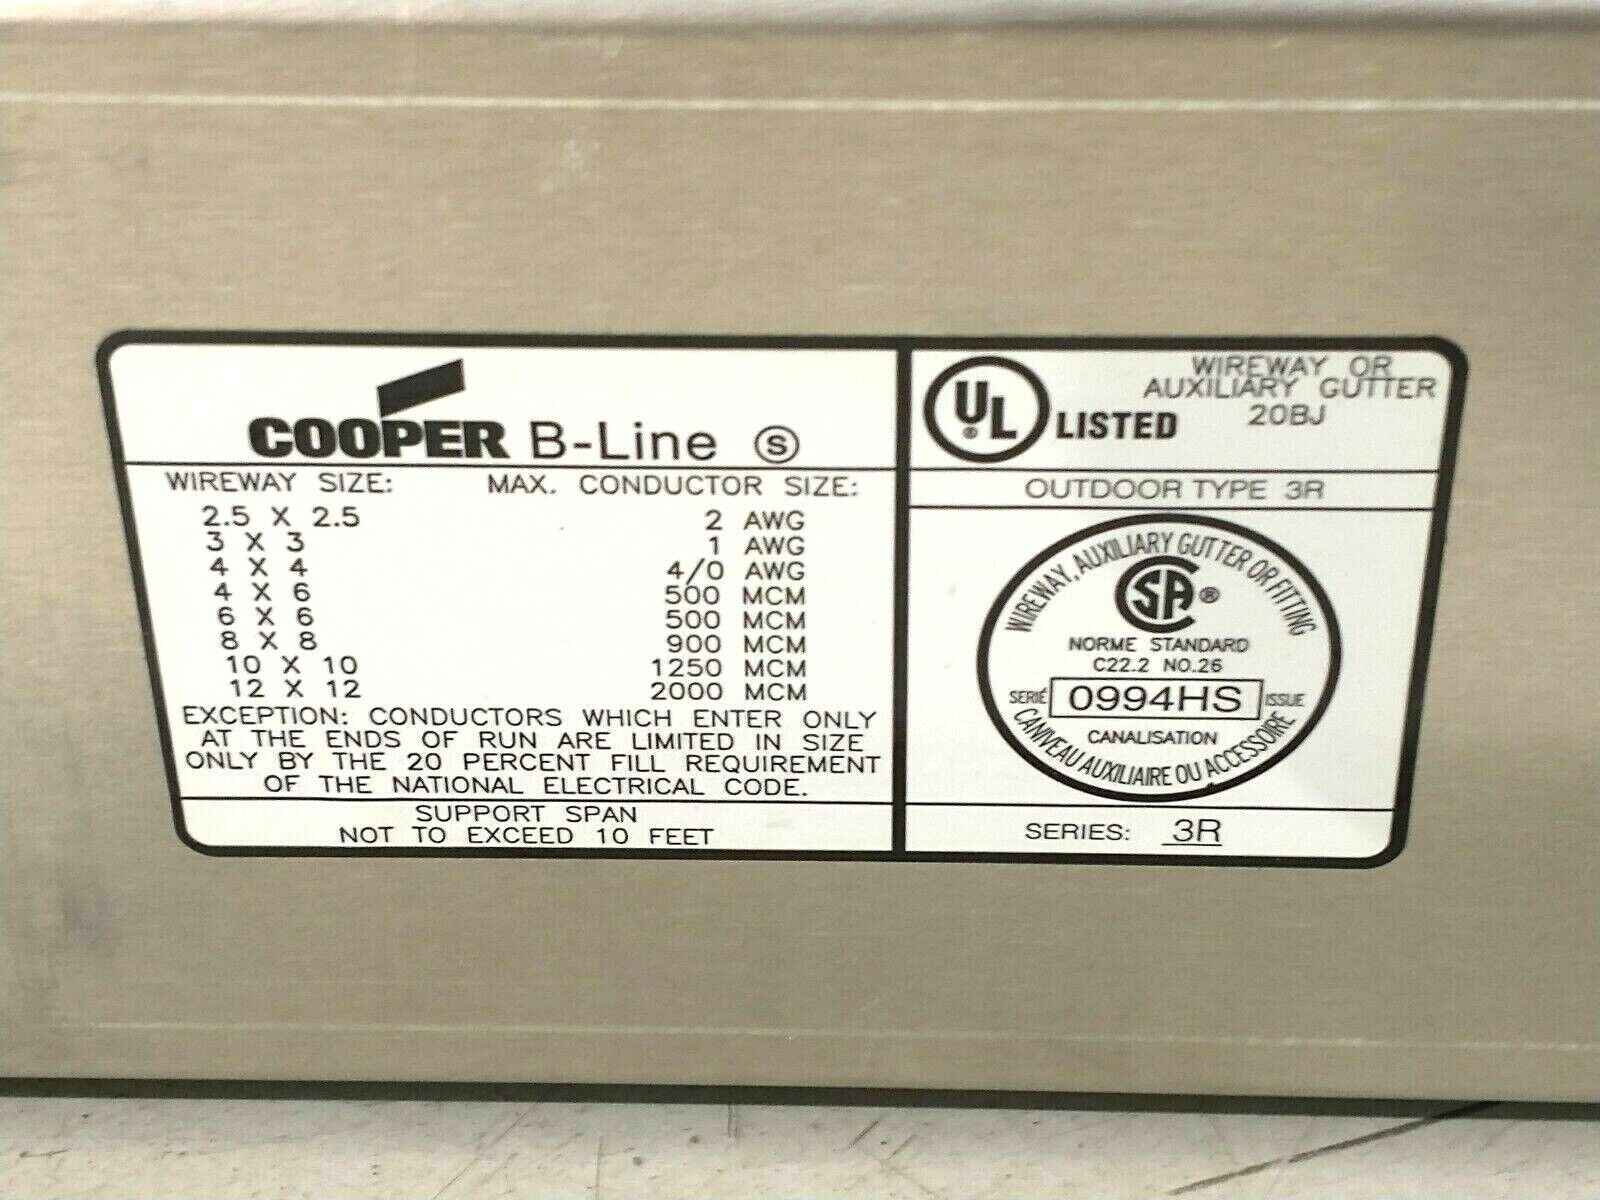 COOPER B-Line S
WIREWAY SIZE: MAX. CONDUCTOR SIZE:
2.5 X 2.5 2 AWG
3 X 3 1 AWG
4 X 4 4/0 AWG
4 X 6 500 MCM
6 X 6 500 MCM
8 X 8 900 MCM
10 X 10 1250 MCM
12 X 12 2000 MCM
EXCEPTION: CONDUCTORS WHICH ENTER ONLY
AT THE ENDS OF RUN ARE LIMITED IN SIZE
ONLY BY THE 20 PERCENT FILL REQUIREMENT
OF THE NATIONAL ELECTRICAL CODE.
SUPPORT SPAN
NOT TO EXCEED 10 FEET
UL ® LISTED
WIREWAY OR
AUXILIARY GUTTER
20BJ
OUTDOOR TYPE 3R
WIREWAY, AUXILIARY GUTTER OR FITTING
CSA ®
NORME STANDARD
C22.2 NO.26
SERIÉ 0994HS ISSUE
CANALISATION
CANIVEAU AUXILIAIRE OU ACCESSOIRE
SERIES: 3R